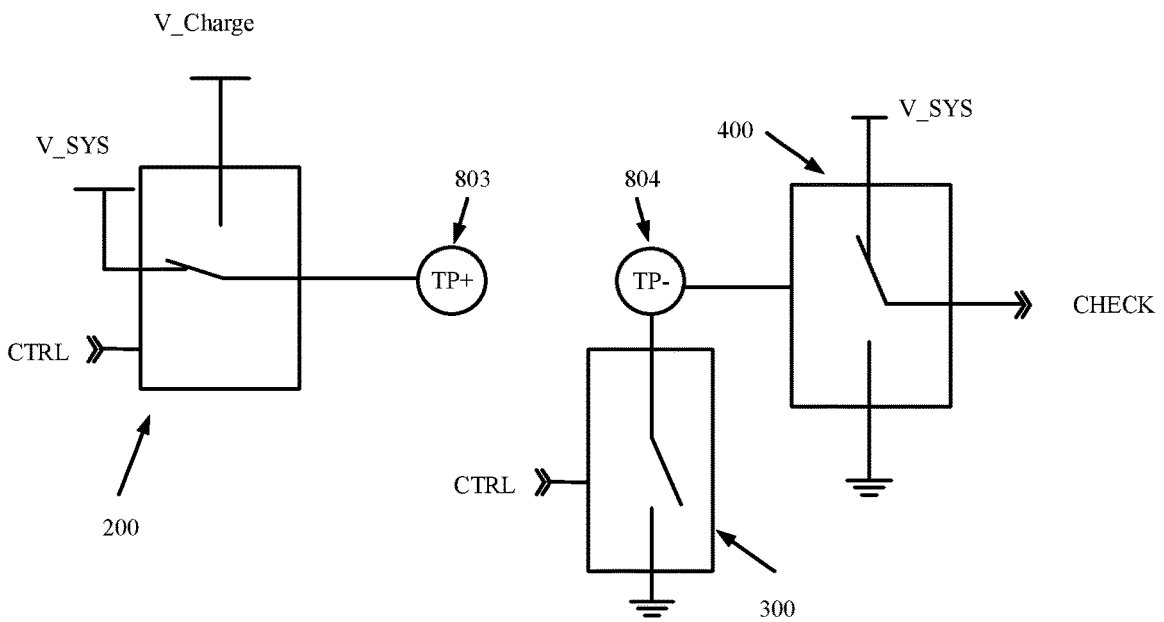 V_Charge
V_SYS
400
V_SYS
803
804
TP+
TP-
CHECK
CTRL
CTRL
200
300